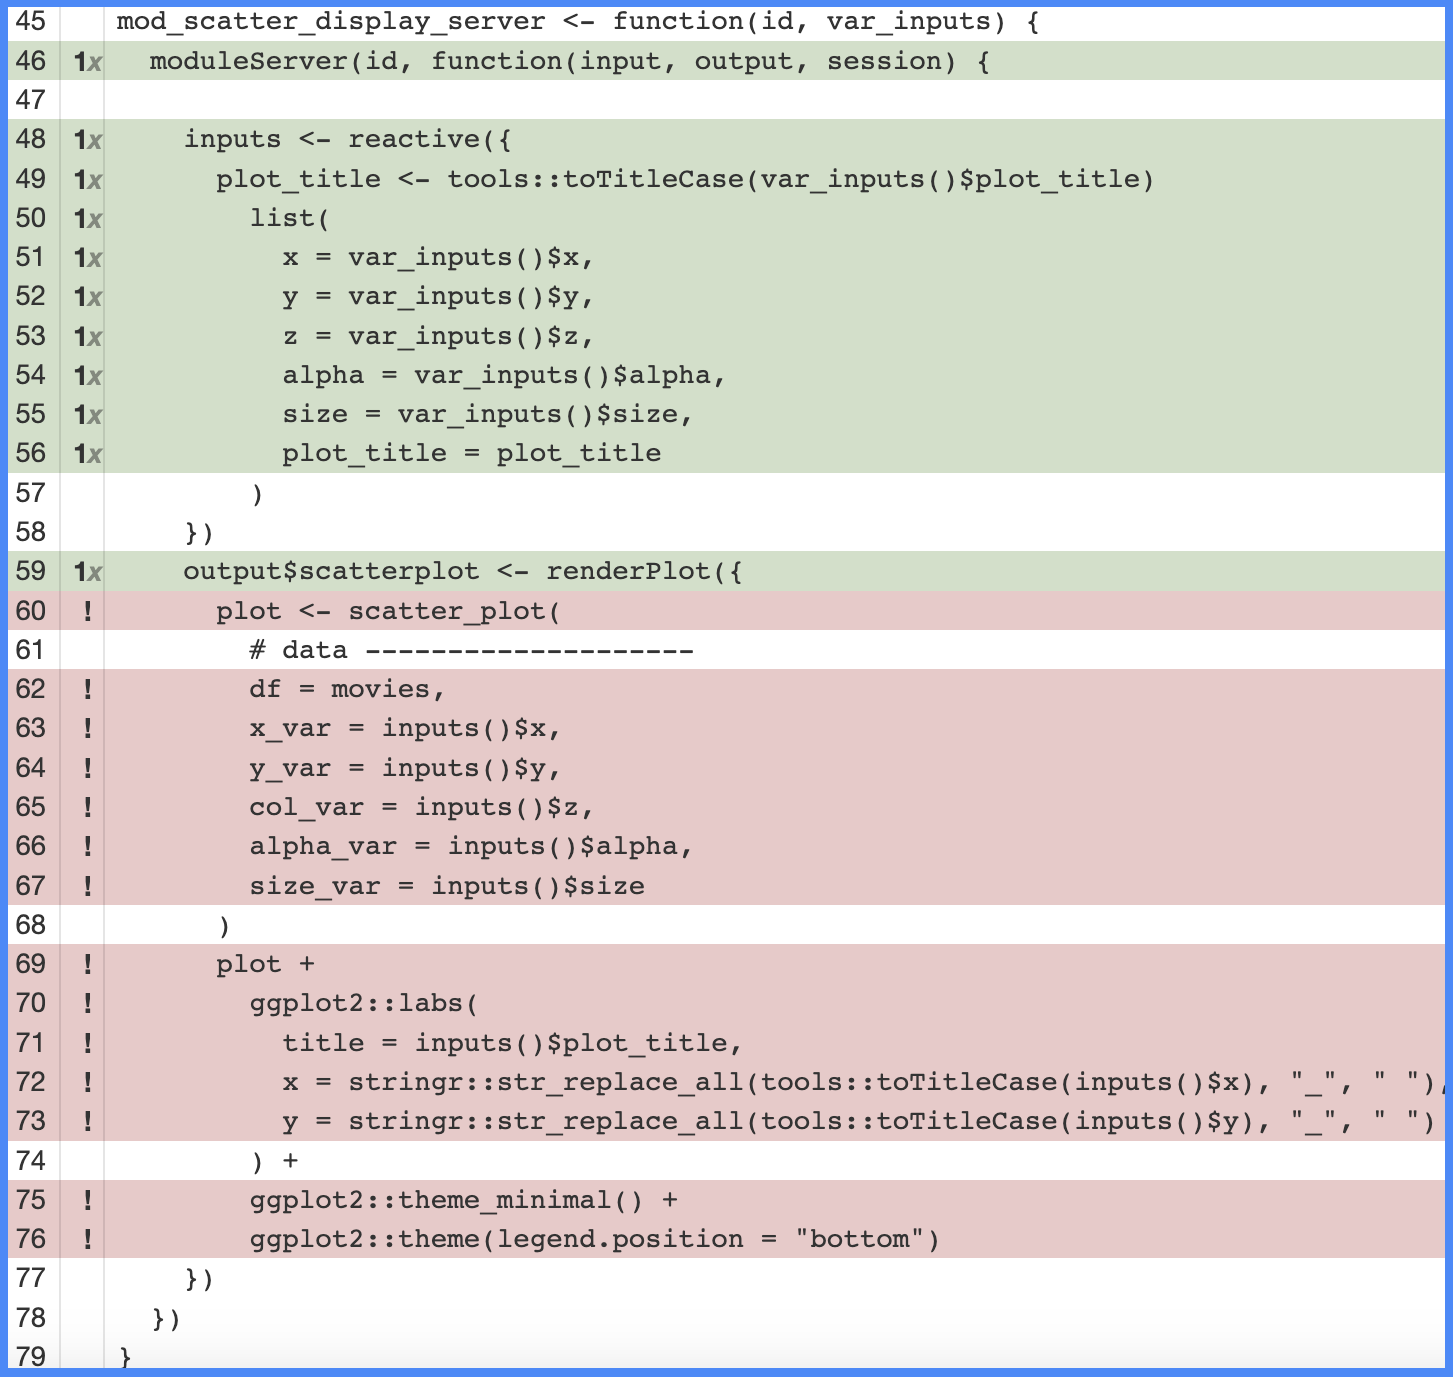 45 mod_scatter_display_server <- function(id, var_inputs) {
46 1x   moduleServer(id, function(input, output, session) {
47
48 1x     inputs <- reactive({
49 1x       plot_title <- tools::toTitleCase(var_inputs()$plot_title)
50 1x         list(
51 1x           x = var_inputs()$x,
52 1x           y = var_inputs()$y,
53 1x           z = var_inputs()$z,
54 1x           alpha = var_inputs()$alpha,
55 1x           size = var_inputs()$size,
56 1x           plot_title = plot_title
57         )
58     })
59 1x     output$scatterplot <- renderPlot({
60 !       plot <- scatter_plot(
61         # data --------------------
62 !         df = movies,
63 !         x_var = inputs()$x,
64 !         y_var = inputs()$y,
65 !         col_var = inputs()$z,
66 !         alpha_var = inputs()$alpha,
67 !         size_var = inputs()$size
68       )
69 !       plot +
70 !         ggplot2::labs(
71 !           title = inputs()$plot_title,
72 !           x = stringr::str_replace_all(tools::toTitleCase(inputs()$x), "_", " "),
73 !           y = stringr::str_replace_all(tools::toTitleCase(inputs()$y), "_", " ")
74         ) +
75 !         ggplot2::theme_minimal() +
76 !         ggplot2::theme(legend.position = "bottom")
77     })
78   })
79 }